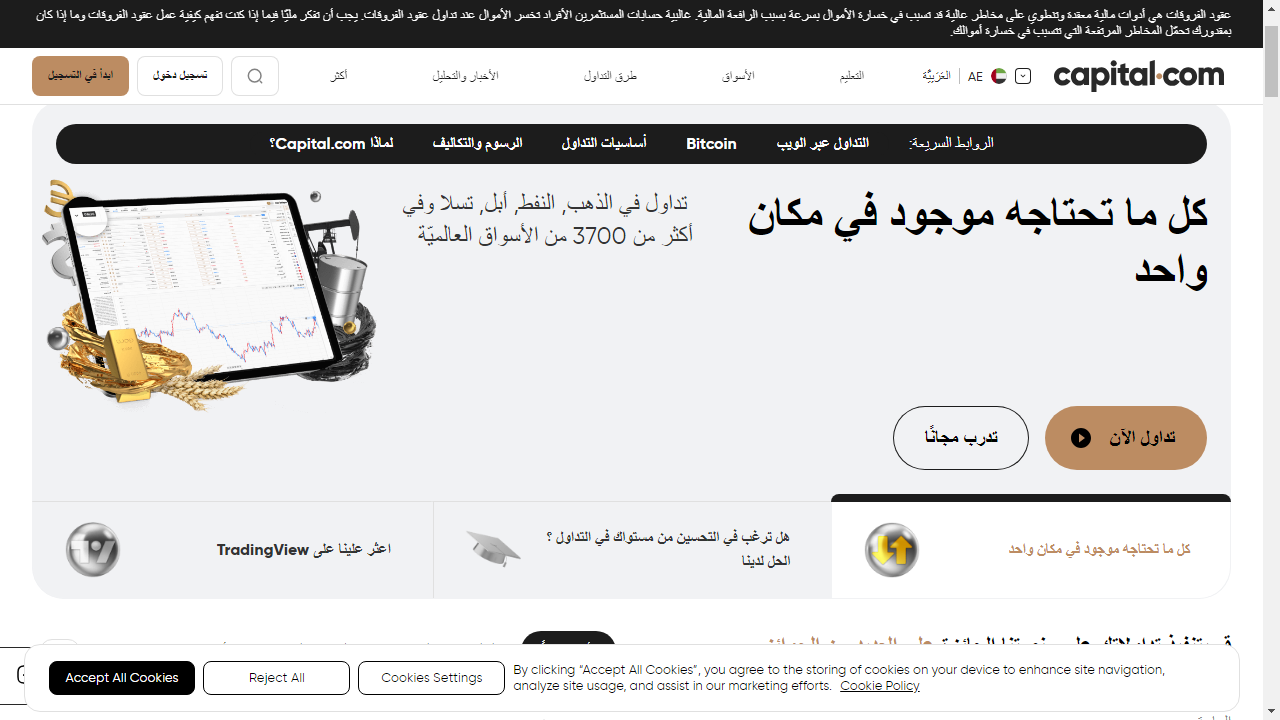 عقود الفروقات هي أدوات مالية معقدة وتنطوي على مخاطر عالية قد تسبب في خسارة الأموال بسرعة بسبب الرافعة المالية. غالبية حسابات المستثمرين الأفراد تخسر الأموال عند تداول عقود الفروقات. يجب أن تفكر مليًا فيما إذا كنت تفهم كيفية عمل عقود الفروقات وما إذا كان
بمقدورك تحمّل المخاطر المرتفعة التي تتسبب في خسارة أموالك.
capital.com
AE
العَرَبِيَّة
التعليم
الأسواق
طرق التداول
الأخبار والتحليل
أكثر
تسجيل دخول
ابدأ في التسجيل
الروابط السريعة:
التداول عبر الويب
Bitcoin
أساسيات التداول
الرسوم والتكاليف
لماذا Capital.com؟
كل ما تحتاجه موجود في مكان
واحد
تداول في الذهب, النفط, أبل, تسلا وفي
أكثر من 3700 من الأسواق العالميّة
تداول الآن
تدرب مجانًا
كل ما تحتاجه موجود في مكان واحد
هل ترغب في التحسين من مستواك في التداول ؟
الحل لدينا
اعثر علينا على TradingView
By clicking “Accept All Cookies”, you agree to the storing of cookies on your device to enhance site navigation,
analyze site usage, and assist in our marketing efforts. Cookie Policy
Cookies Settings
Reject All
Accept All Cookies